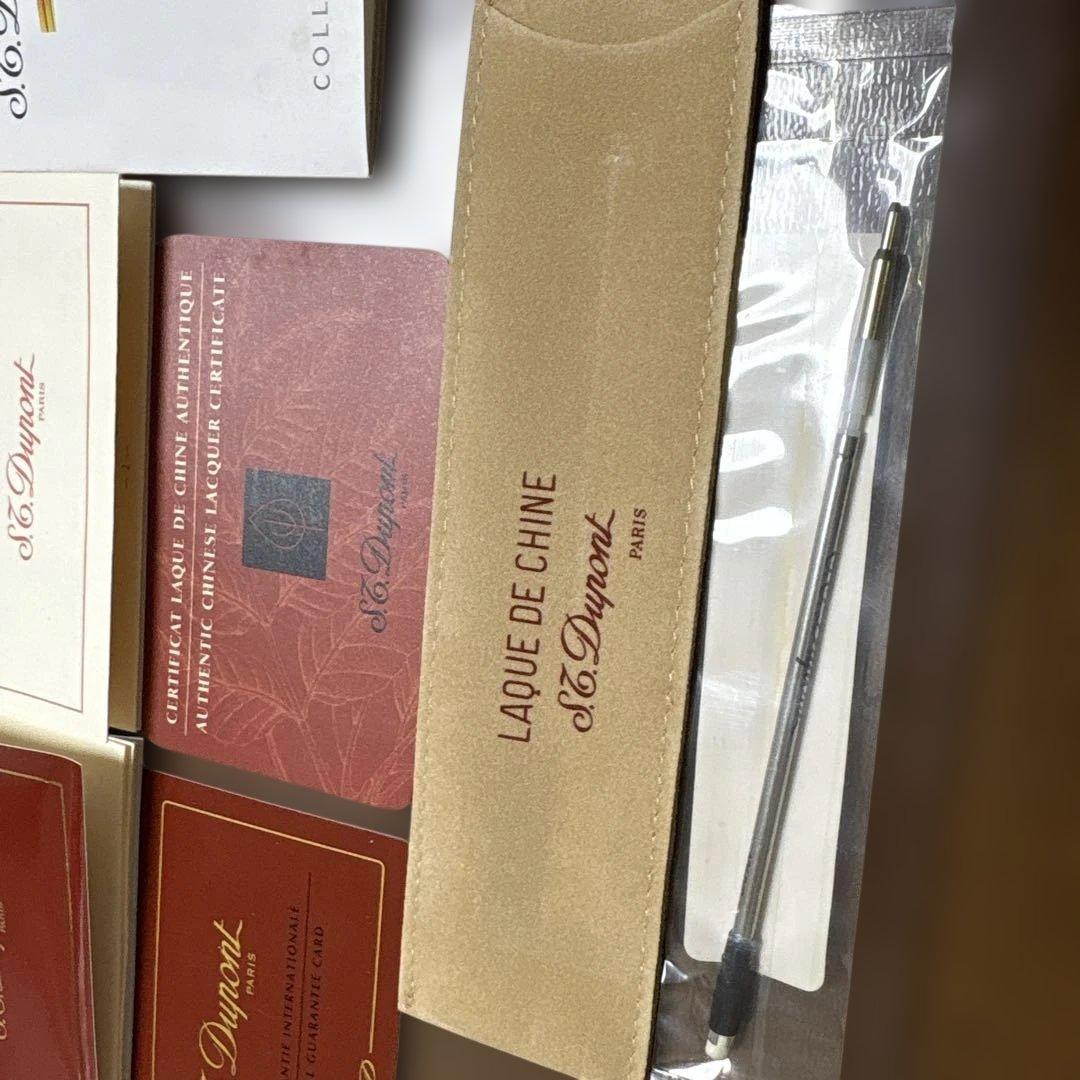 S.T.D
COLL
S.T.Dupont
PARIS
CERTIFICAT LAQUE DE CHINE AUTHENTIQUE
AUTHENTIC CHINESE LACQUER CERTIFICATE
S.T.Dupont
PARIS
LAQUE DE CHINE
S.T.Dupont
PARIS
T.Dupont
PARIS
NTIE INTERNATIONALE
L GUARANTEE CARD